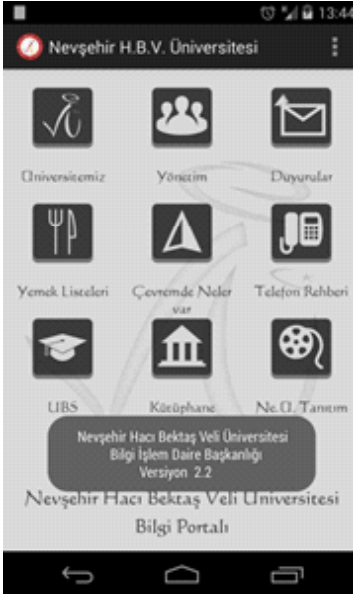 13:44
Nevşehir H.B.V. Üniversitesi
Üniversitemiz
Yönetim
Duyurular
Yemek Listeleri
Çevremde Neler
var
Telefon Rehberi
UBS
Kütüphane
Ne.Ü. Tanıtım
Nevşehir Hacı Bektaş Veli Üniversitesi
Bilgi İşlem Daire Başkanlığı
Versiyon 2.2
Nevşehir Hacı Bektaş Veli Üniversitesi
Bilgi Portalı